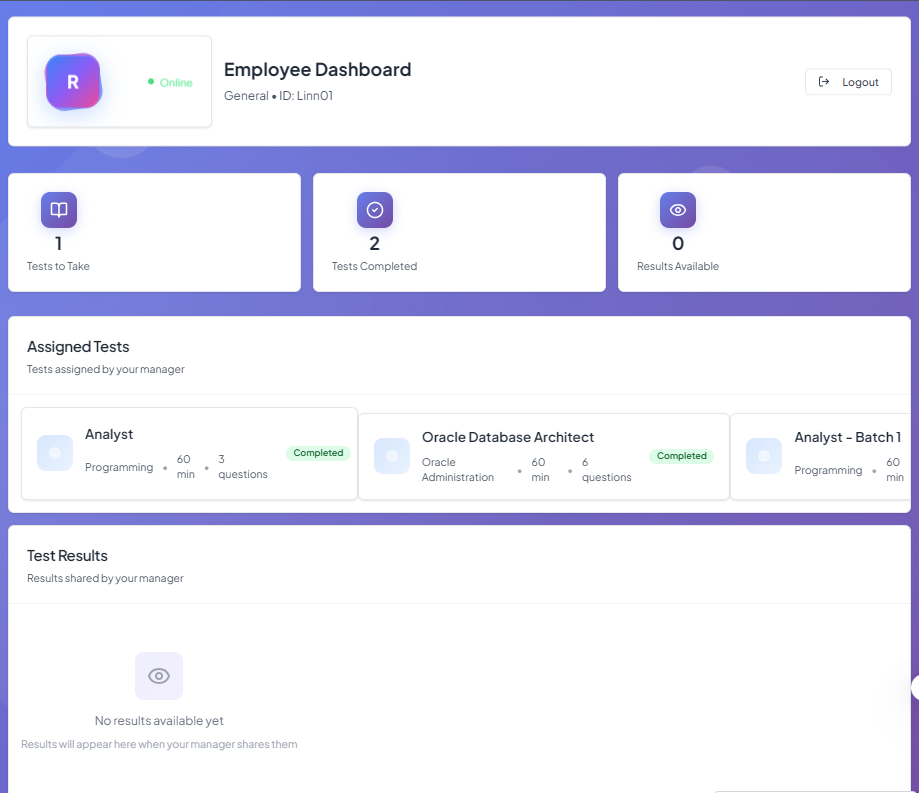 R
Online
Employee Dashboard
General • ID: Linn01
Logout
1
Tests to Take
2
Tests Completed
0
Results Available
Assigned Tests
Tests assigned by your manager
Analyst
Programming • 60 min • 3 questions
Completed
Oracle Database Architect
Oracle Administration • 60 min • 6 questions
Completed
Analyst - Batch 1
Programming • 60 min
Test Results
Results shared by your manager
No results available yet
Results will appear here when your manager shares them